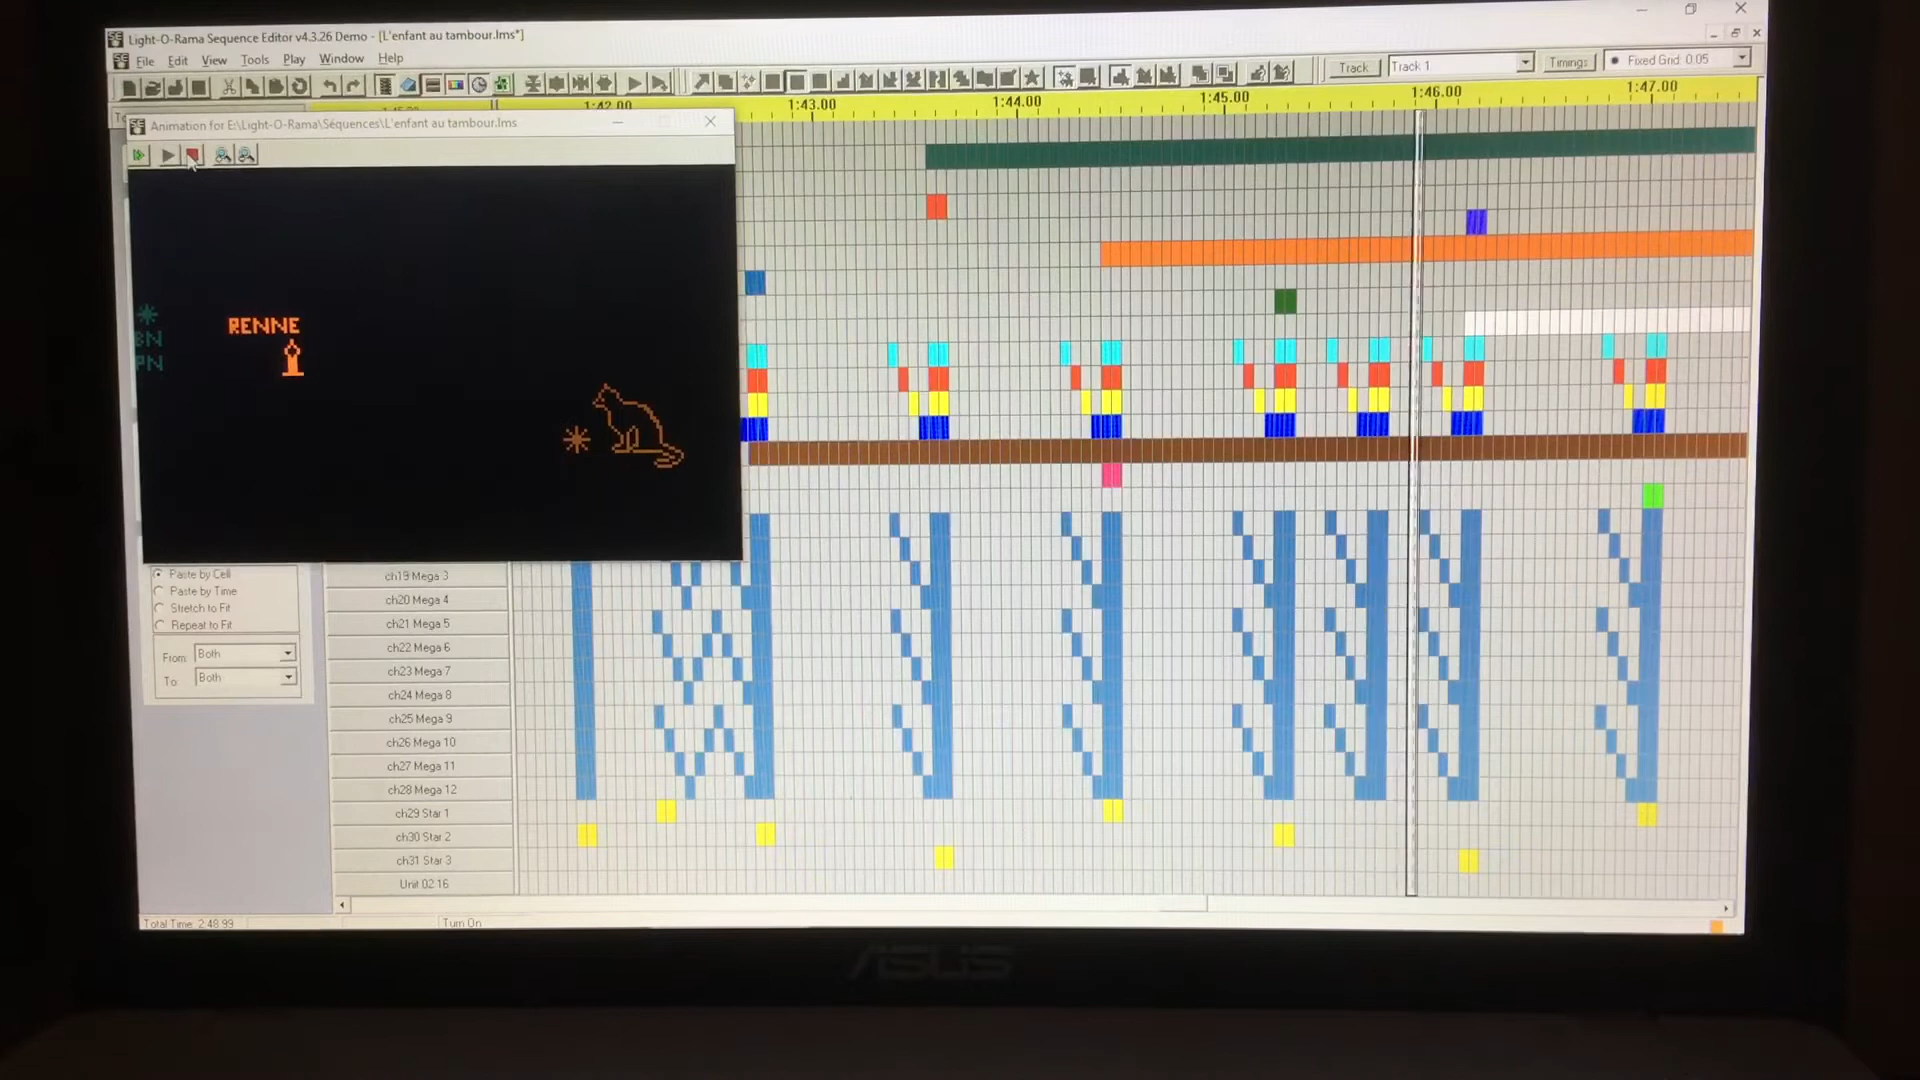 Light-O-Rama Sequence Editor v4.3.26 Demo - [L'enfant au tambour.lms*]
File Edit View Tools Play Window Help
Track Track 1 Timings Fixed Grid: 0.05
1:42.00 1:43.00 1:44.00 1:45.00 1:46.00 1:47.00
Animation for E:\Light-O-Rama\Séquences\L'enfant au tambour.lms
RENNE
BN
PN
Paste by Cell
Paste by Time
Stretch to Fit
Repeat to Fit
From: Both
To: Both
ch19 Mega 3
ch20 Mega 4
ch21 Mega 5
ch22 Mega 6
ch23 Mega 7
ch24 Mega 8
ch25 Mega 9
ch26 Mega 10
ch27 Mega 11
ch28 Mega 12
ch29 Star 1
ch30 Star 2
ch31 Star 3
Unit 02.16
Total Time: 2:48.99 Turn On
ASUS